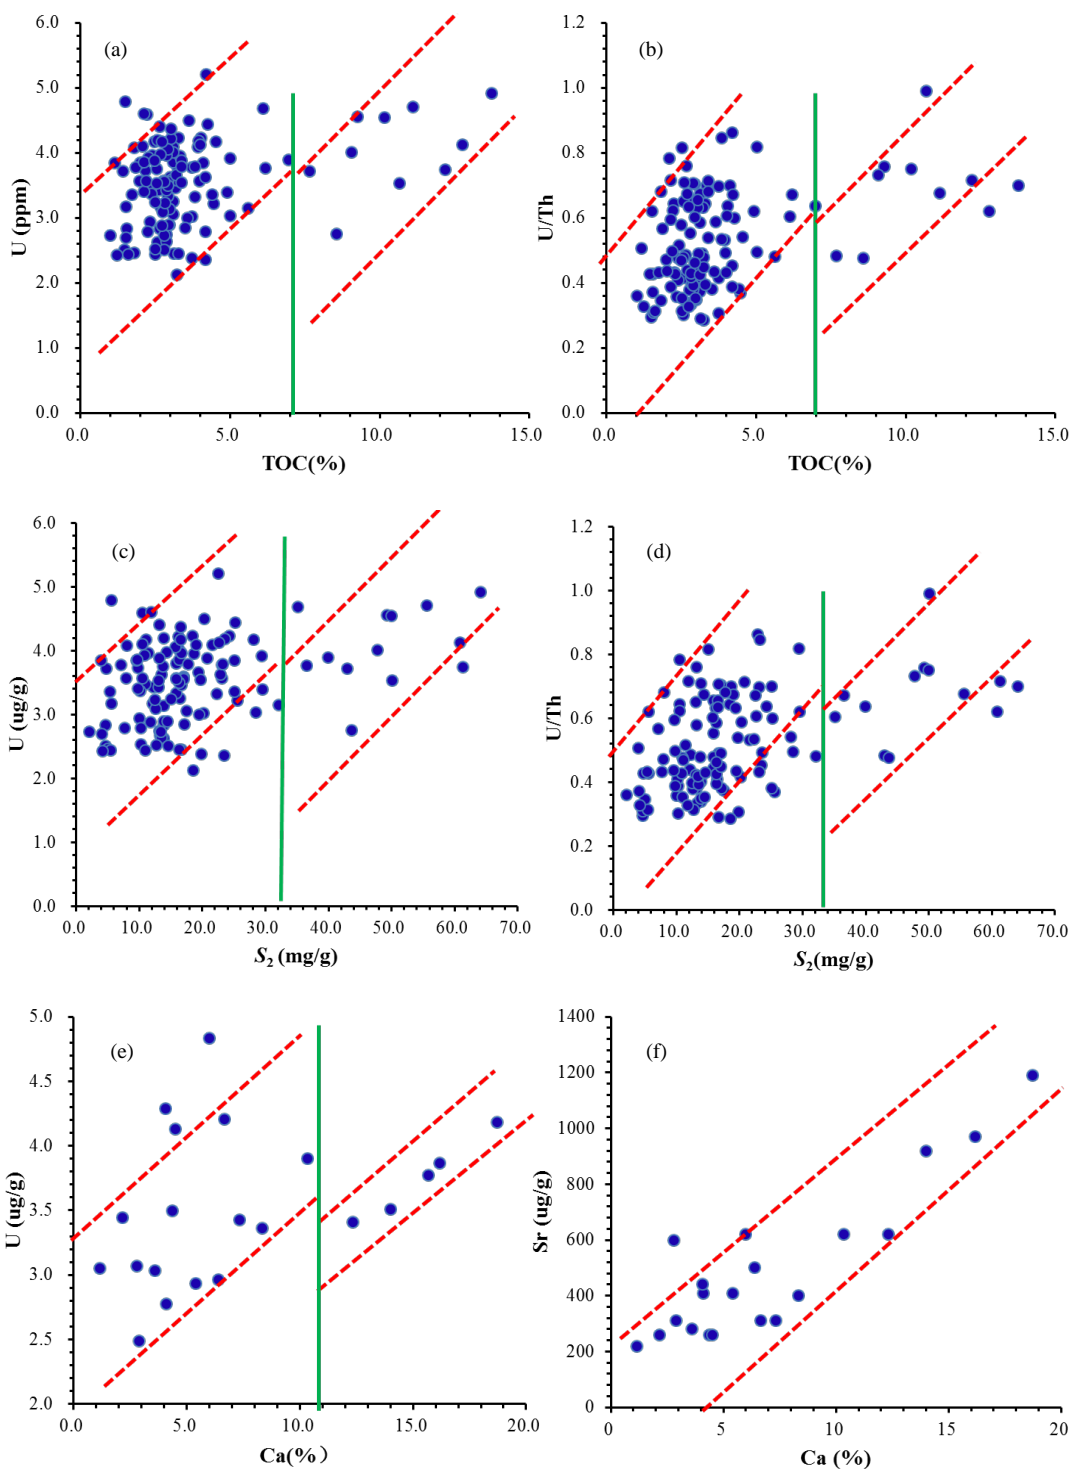 6.0
5.0
4.0
3.0
2.0
1.0
0.0
U (ppm)
(a)
0.0 5.0 10.0 15.0
TOC(%)
1.2
1.0
0.8
0.6
0.4
0.2
0.0
U/Th
(b)
0.0 5.0 10.0 15.0
TOC(%)
6.0
5.0
4.0
3.0
2.0
1.0
0.0
U (ug/g)
(c)
0.0 10.0 20.0 30.0 40.0 50.0 60.0 70.0
S2 (mg/g)
1.2
1.0
0.8
0.6
0.4
0.2
0.0
U/Th
(d)
0.0 10.0 20.0 30.0 40.0 50.0 60.0 70.0
S2(mg/g)
5.0
4.5
4.0
3.5
3.0
2.5
2.0
U (ug/g)
(e)
0.0 5.0 10.0 15.0 20.0
Ca(%）
1400
1200
1000
800
600
400
200
0
Sr (ug/g)
(f)
0 5 10 15 20
Ca (%)